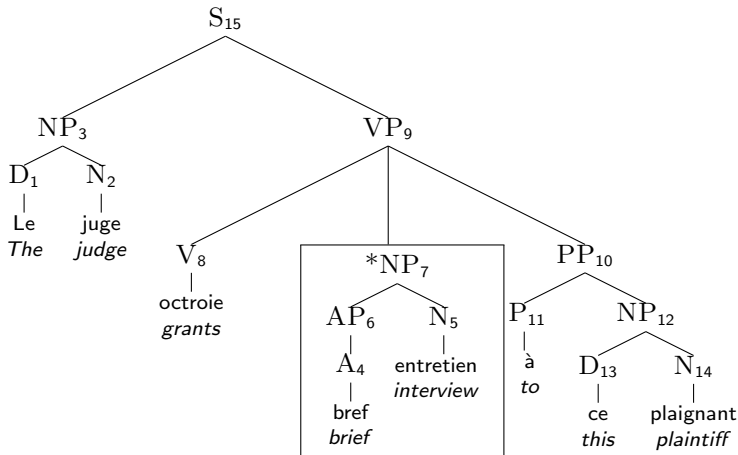 S15
NP3 VP9
D1 N2
Le juge
The judge
V8 *NP7 PP10
octroie AP6 N5 P11 NP12
grants A4 entretien à D13 N14
interview to
bref ce plaignant
brief this plaintiff